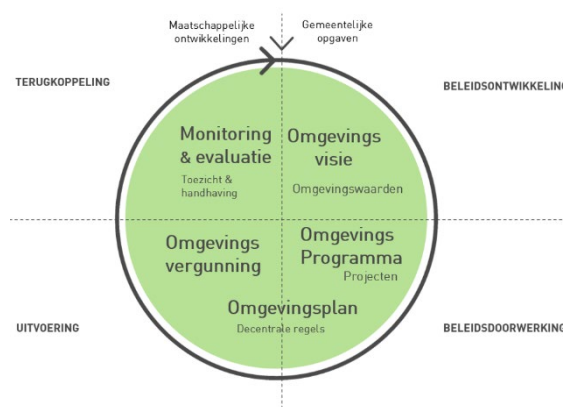 Maatschappelijke
ontwikkelingen
Gemeentelijke
opgaven
TERUGKOPPELING
BELEIDSONTWIKKELING
Monitoring
& evaluatie
Toezicht &
handhaving
Omgevings
visie
Omgevingswaarden
Omgevings
vergunning
Omgevings
Programma
Projecten
Omgevingsplan
Decentrale regels
UITVOERING
BELEIDSDOORWERKING